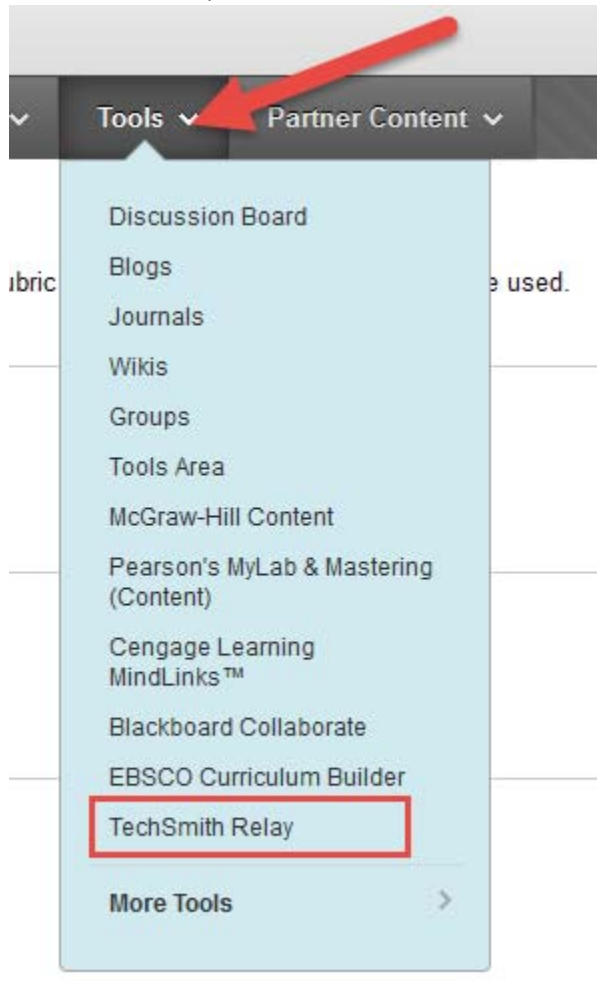 Tools Partner Content
Discussion Board
Blogs
ubric e used.
Journals
Wikis
Groups
Tools Area
McGraw-Hill Content
Pearson's MyLab & Mastering
(Content)
Cengage Learning
MindLinks™
Blackboard Collaborate
EBSCO Curriculum Builder
TechSmith Relay
More Tools